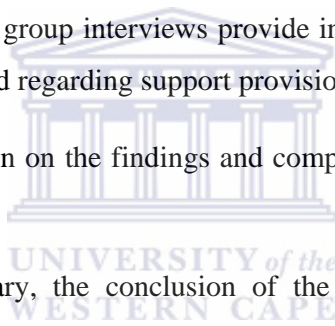 group interviews provide in
d regarding support provision
n on the findings and comp
UNIVERSITY of the
ary, the conclusion of the
WESTERN CAPE